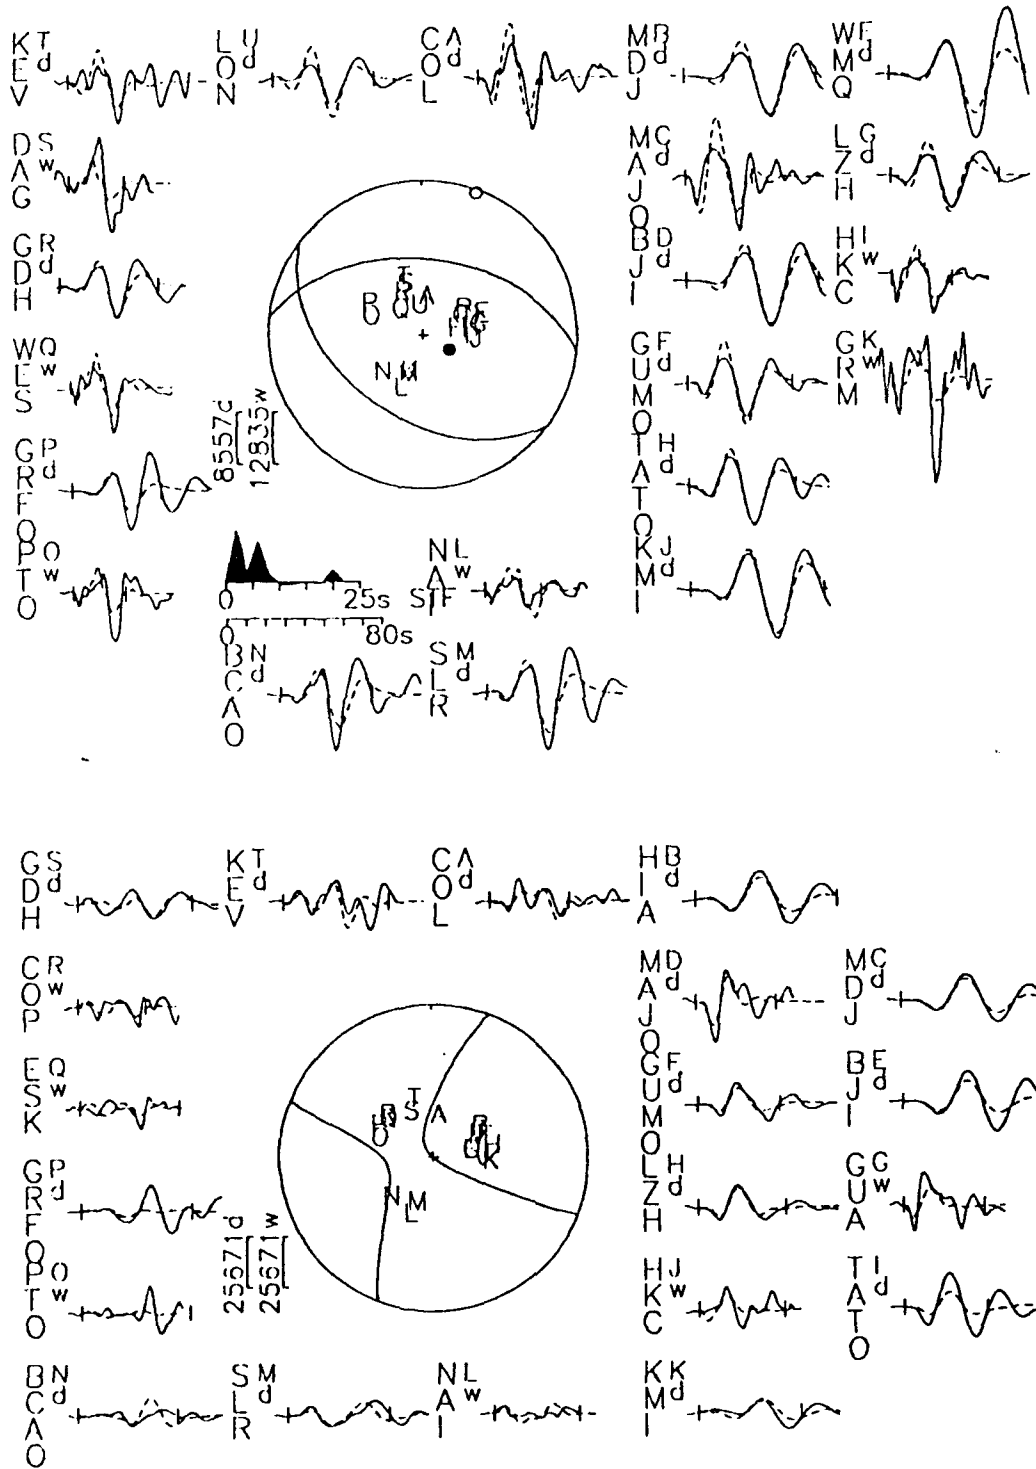 KEV T d
LON U d
COL A d
MDJ B d
WMQ E d
DAG S w
MAJO C d
LZH G d
GDH R d
BJI D d
HKC I w
WES Q w
GUMO F d
GRM K w
GRFO P d
TATO H d
PTO O w
NAI L w
KMI J d
8557d
12835w
0 25s STF
0 80s
BCAO N d
SLR M d
GDH S d
KEV T d
COL A d
HIA B d
COP R w
MAJO D d
MDJ C d
ESK Q w
GUMO F d
BJI E d
GRFO P d
LZH H d
GUA G w
25671d
25671w
PTO O w
HKC J w
TATO I d
BCAO N d
SLR M d
NAI L w
KMI K d